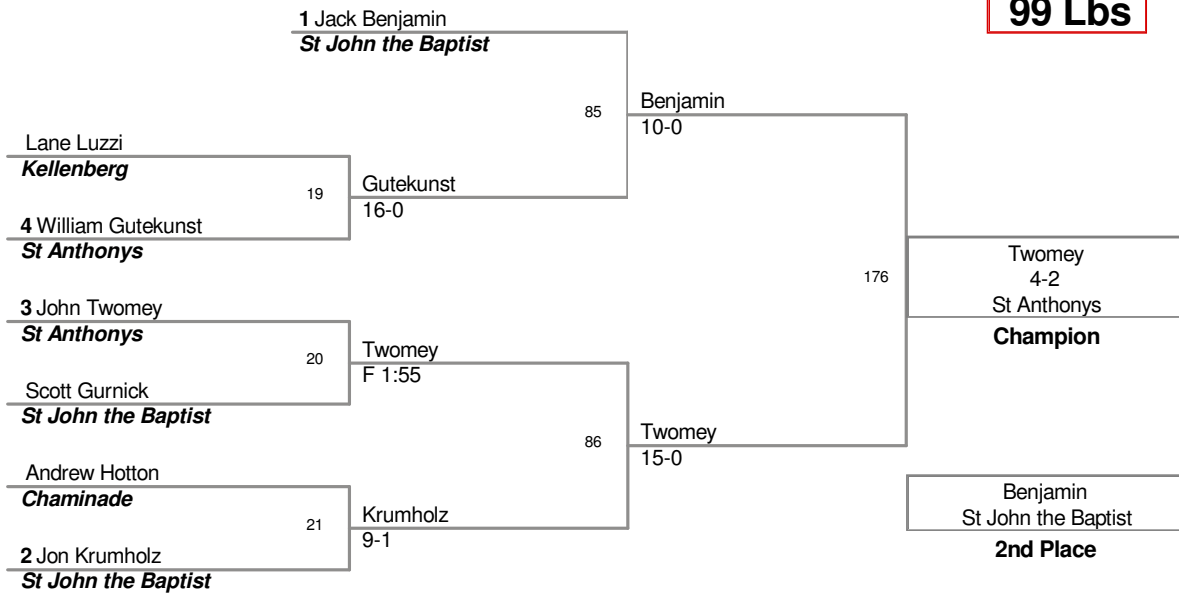 99 Lbs
1 Jack Benjamin
St John the Baptist
85
Benjamin
10-0
Lane Luzzi
Kellenberg
19
Gutekunst
16-0
4 William Gutekunst
St Anthonys
176
Twomey
4-2
St Anthonys
Champion
3 John Twomey
St Anthonys
20
Twomey
F 1:55
Scott Gurnick
St John the Baptist
86
Twomey
15-0
Andrew Hotton
Chaminade
21
Krumholz
9-1
2 Jon Krumholz
St John the Baptist
Benjamin
St John the Baptist
2nd Place